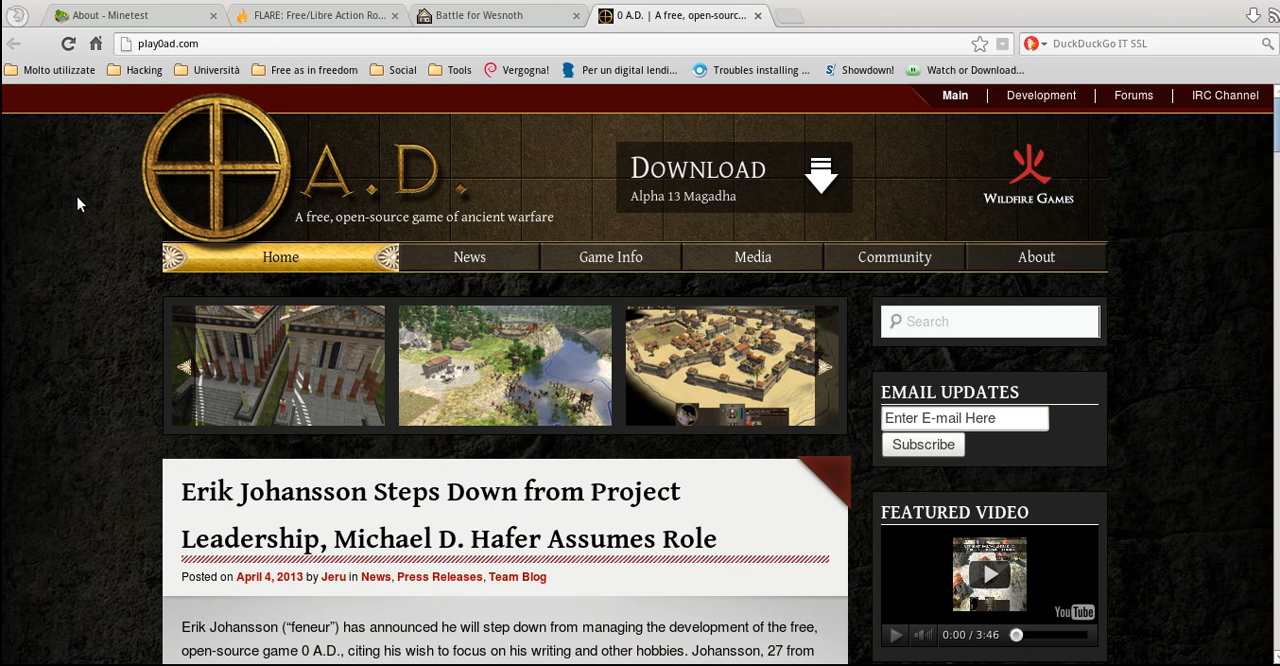 About - Minetest
FLARE: Free/Libre Action Ro...
Battle for Wesnoth
0 A.D. | A free, open-sourc...
play0ad.com
DuckDuckGo IT SSL
Molto utilizzate
Hacking
Università
Free as in freedom
Social
Tools
Vergogna!
Per un digital lendi...
Troubles installing ...
Showdown!
Watch or Download...
Main
Development
Forums
IRC Channel
0 A.D.
A free, open-source game of ancient warfare
Download
Alpha 13 Magadha
火
Wildfire Games
Home
News
Game Info
Media
Community
About
Search
EMAIL UPDATES
Enter E-mail Here
Subscribe
FEATURED VIDEO
YouTube
0:00 / 3:46
Erik Johansson Steps Down from Project
Leadership, Michael D. Hafer Assumes Role
Posted on April 4, 2013 by Jeru in News, Press Releases, Team Blog
Erik Johansson (“feneur”) has announced he will step down from managing the development of the free,
open-source game 0 A.D., citing his wish to focus on his writing and other hobbies. Johansson, 27 from